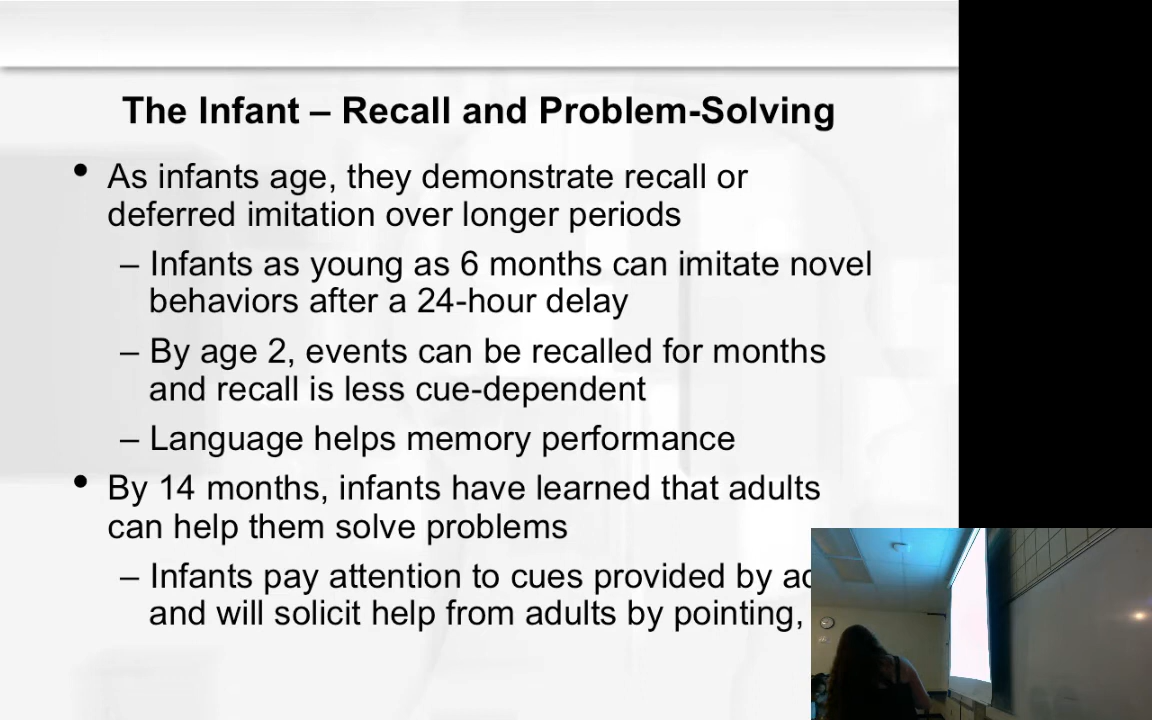 The Infant – Recall and Problem-Solving
• As infants age, they demonstrate recall or
deferred imitation over longer periods
– Infants as young as 6 months can imitate novel
behaviors after a 24-hour delay
– By age 2, events can be recalled for months
and recall is less cue-dependent
– Language helps memory performance
• By 14 months, infants have learned that adults
can help them solve problems
– Infants pay attention to cues provided by
and will solicit help from adults by pointing,